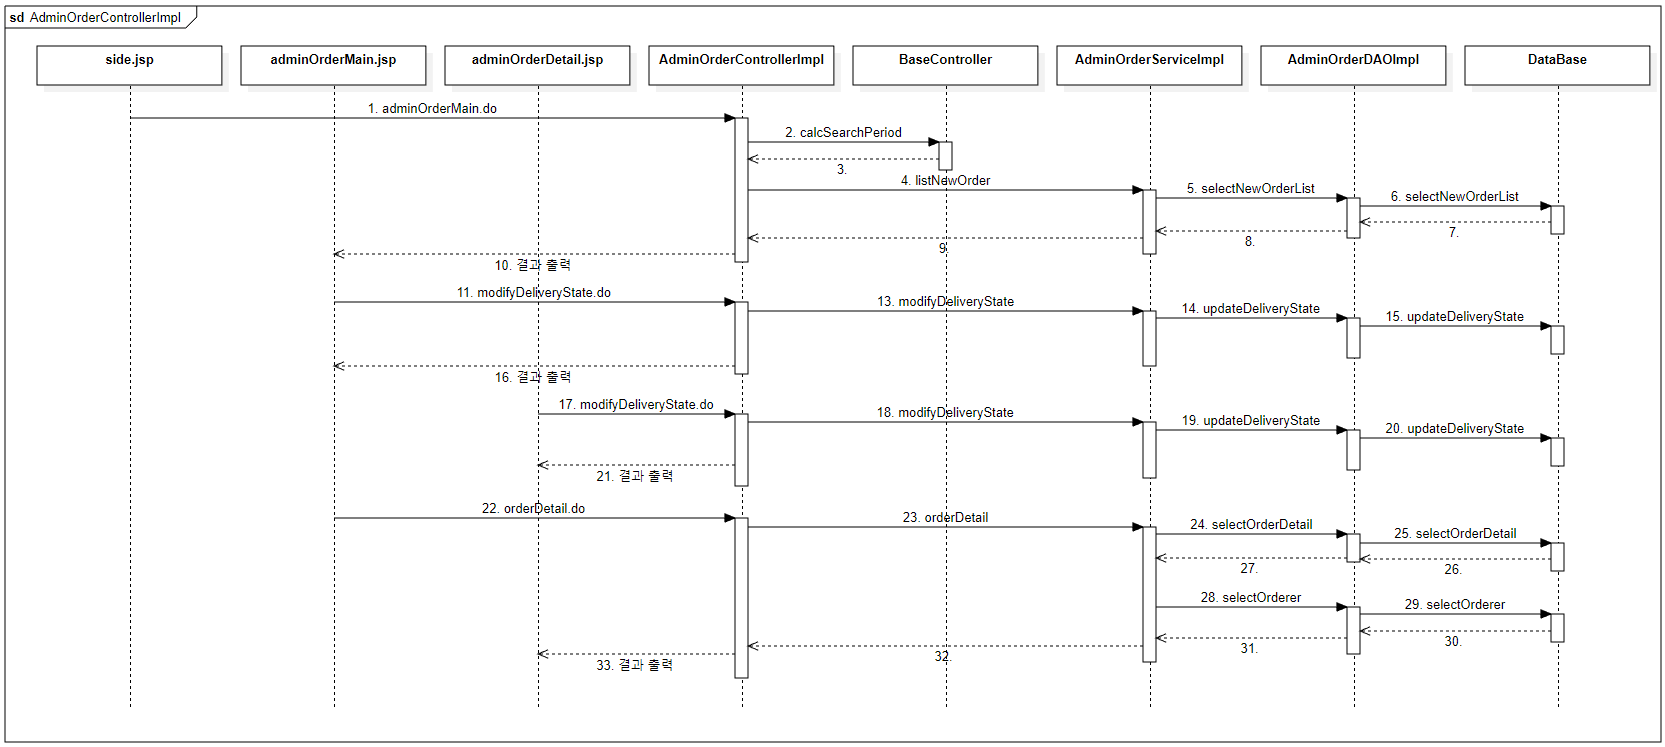 sd AdminOrderControllerImpl
side.jsp
adminOrderMain.jsp
adminOrderDetail.jsp
AdminOrderControllerImpl
BaseController
AdminOrderServiceImpl
AdminOrderDAOImpl
DataBase
1. adminOrderMain.do
2. calcSearchPeriod
3.
4. listNewOrder
5. selectNewOrderList
6. selectNewOrderList
7.
8.
9.
10. 결과 출력
11. modifyDeliveryState.do
13. modifyDeliveryState
14. updateDeliveryState
15. updateDeliveryState
16. 결과 출력
17. modifyDeliveryState.do
18. modifyDeliveryState
19. updateDeliveryState
20. updateDeliveryState
21. 결과 출력
22. orderDetail.do
23. orderDetail
24. selectOrderDetail
25. selectOrderDetail
26.
27.
28. selectOrderer
29. selectOrderer
30.
31.
32.
33. 결과 출력